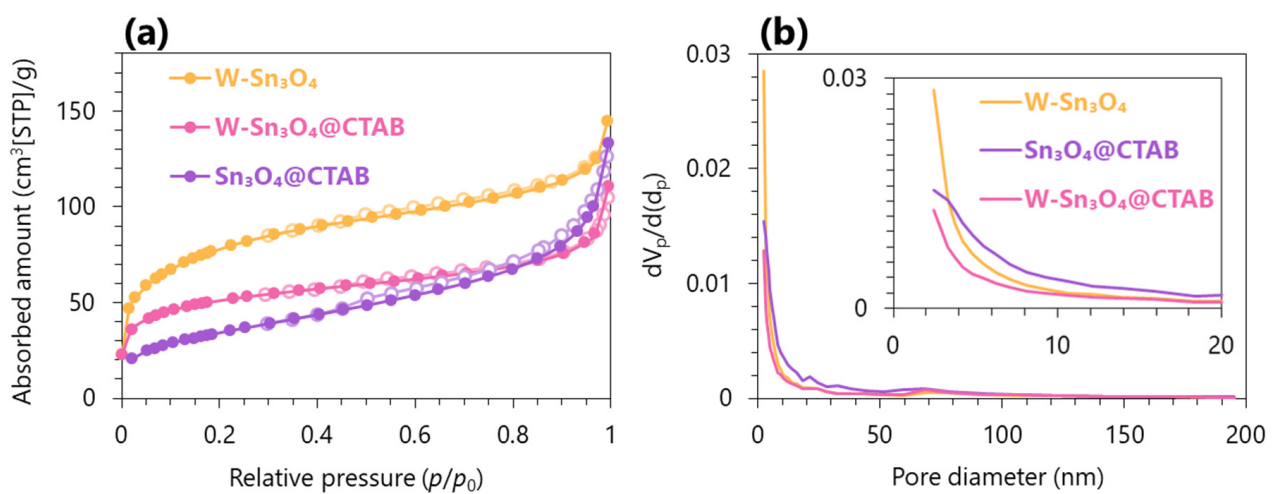 (a)
Absorbed amount (cm³[STP]/g)
150
100
50
0
W-Sn₃O₄
W-Sn₃O₄@CTAB
Sn₃O₄@CTAB
0 0.2 0.4 0.6 0.8 1
Relative pressure (p/p₀)
(b)
dVₚ/d(dₚ)
0.03
0.02
0.01
0
0.03
0
W-Sn₃O₄
Sn₃O₄@CTAB
W-Sn₃O₄@CTAB
0 10 20
0 50 100 150 200
Pore diameter (nm)